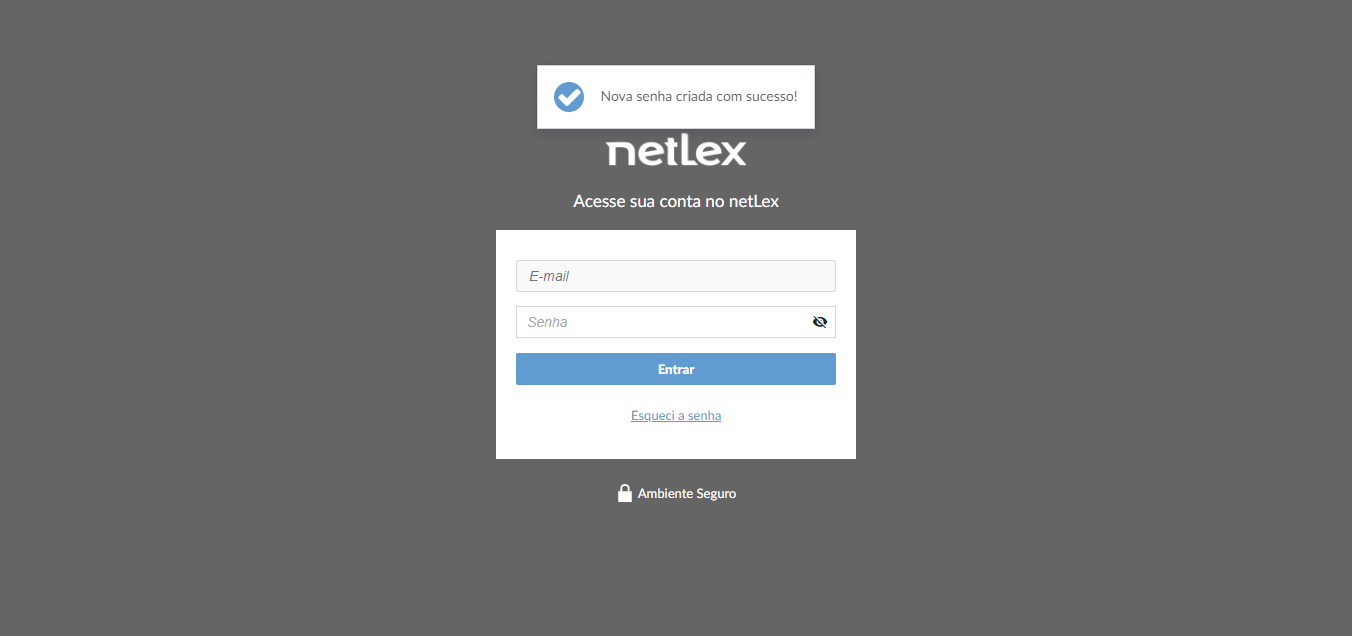 Nova senha criada com sucesso!
netLex
Acesse sua conta no netLex
E-mail
Senha
Entrar
Esqueci a senha
Ambiente Seguro